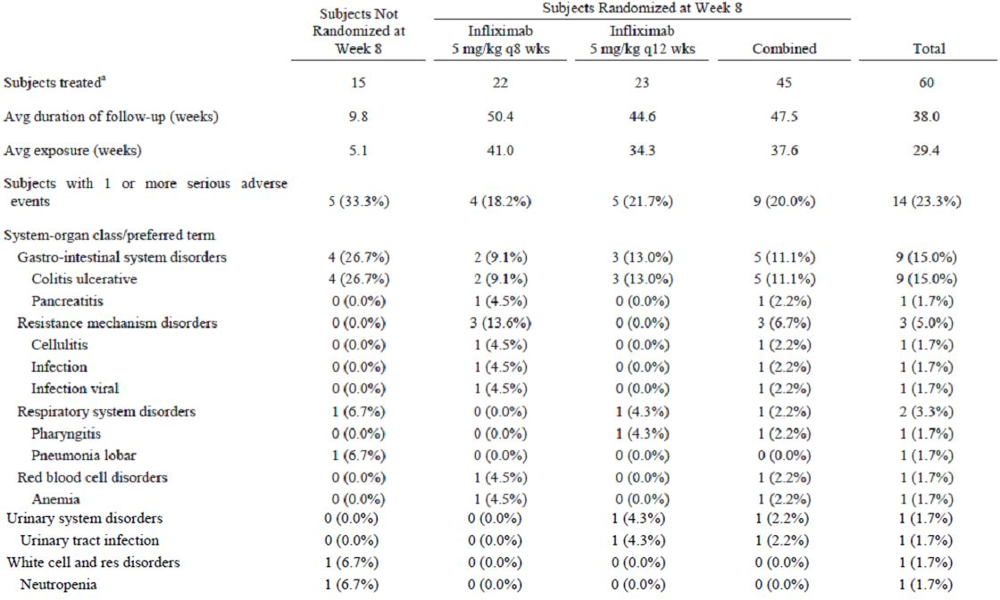 Subjects Randomized at Week 8
Subjects Not Randomized at Week 8 Infliximab 5 mg/kg q8 wks Infliximab 5 mg/kg q12 wks Combined Total
Subjects treatedᵃ 15 22 23 45 60
Avg duration of follow-up (weeks) 9.8 50.4 44.6 47.5 38.0
Avg exposure (weeks) 5.1 41.0 34.3 37.6 29.4
Subjects with 1 or more serious adverse
events 5 (33.3%) 4 (18.2%) 5 (21.7%) 9 (20.0%) 14 (23.3%)
System-organ class/preferred term
Gastro-intestinal system disorders 4 (26.7%) 2 (9.1%) 3 (13.0%) 5 (11.1%) 9 (15.0%)
Colitis ulcerative 4 (26.7%) 2 (9.1%) 3 (13.0%) 5 (11.1%) 9 (15.0%)
Pancreatitis 0 (0.0%) 1 (4.5%) 0 (0.0%) 1 (2.2%) 1 (1.7%)
Resistance mechanism disorders 0 (0.0%) 3 (13.6%) 0 (0.0%) 3 (6.7%) 3 (5.0%)
Cellulitis 0 (0.0%) 1 (4.5%) 0 (0.0%) 1 (2.2%) 1 (1.7%)
Infection 0 (0.0%) 1 (4.5%) 0 (0.0%) 1 (2.2%) 1 (1.7%)
Infection viral 0 (0.0%) 1 (4.5%) 0 (0.0%) 1 (2.2%) 1 (1.7%)
Respiratory system disorders 1 (6.7%) 0 (0.0%) 1 (4.3%) 1 (2.2%) 2 (3.3%)
Pharyngitis 0 (0.0%) 0 (0.0%) 1 (4.3%) 1 (2.2%) 1 (1.7%)
Pneumonia lobar 1 (6.7%) 0 (0.0%) 0 (0.0%) 0 (0.0%) 1 (1.7%)
Red blood cell disorders 0 (0.0%) 1 (4.5%) 0 (0.0%) 1 (2.2%) 1 (1.7%)
Anemia 0 (0.0%) 1 (4.5%) 0 (0.0%) 1 (2.2%) 1 (1.7%)
Urinary system disorders 0 (0.0%) 0 (0.0%) 1 (4.3%) 1 (2.2%) 1 (1.7%)
Urinary tract infection 0 (0.0%) 0 (0.0%) 1 (4.3%) 1 (2.2%) 1 (1.7%)
White cell and res disorders 1 (6.7%) 0 (0.0%) 0 (0.0%) 0 (0.0%) 1 (1.7%)
Neutropenia 1 (6.7%) 0 (0.0%) 0 (0.0%) 0 (0.0%) 1 (1.7%)